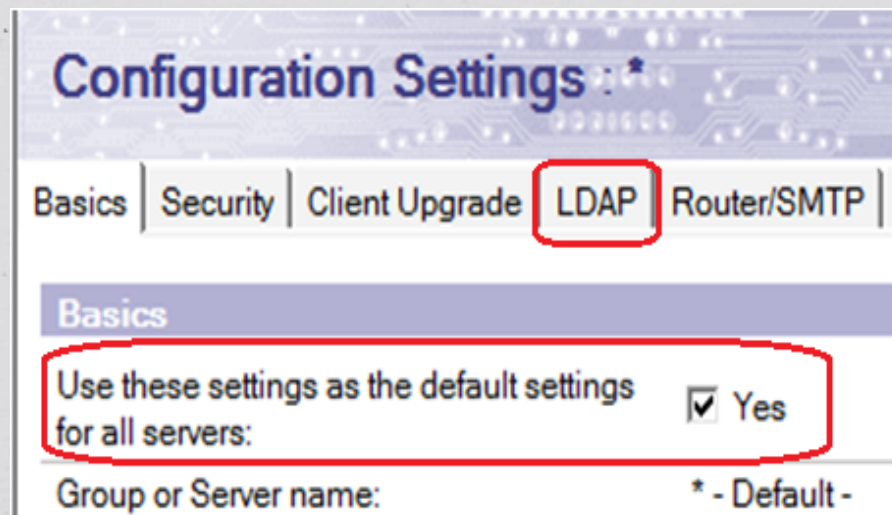 Configuration Settings : *
Basics Security Client Upgrade LDAP Router/SMTP
Basics
Use these settings as the default settings
for all servers:
Yes
Group or Server name: * - Default -